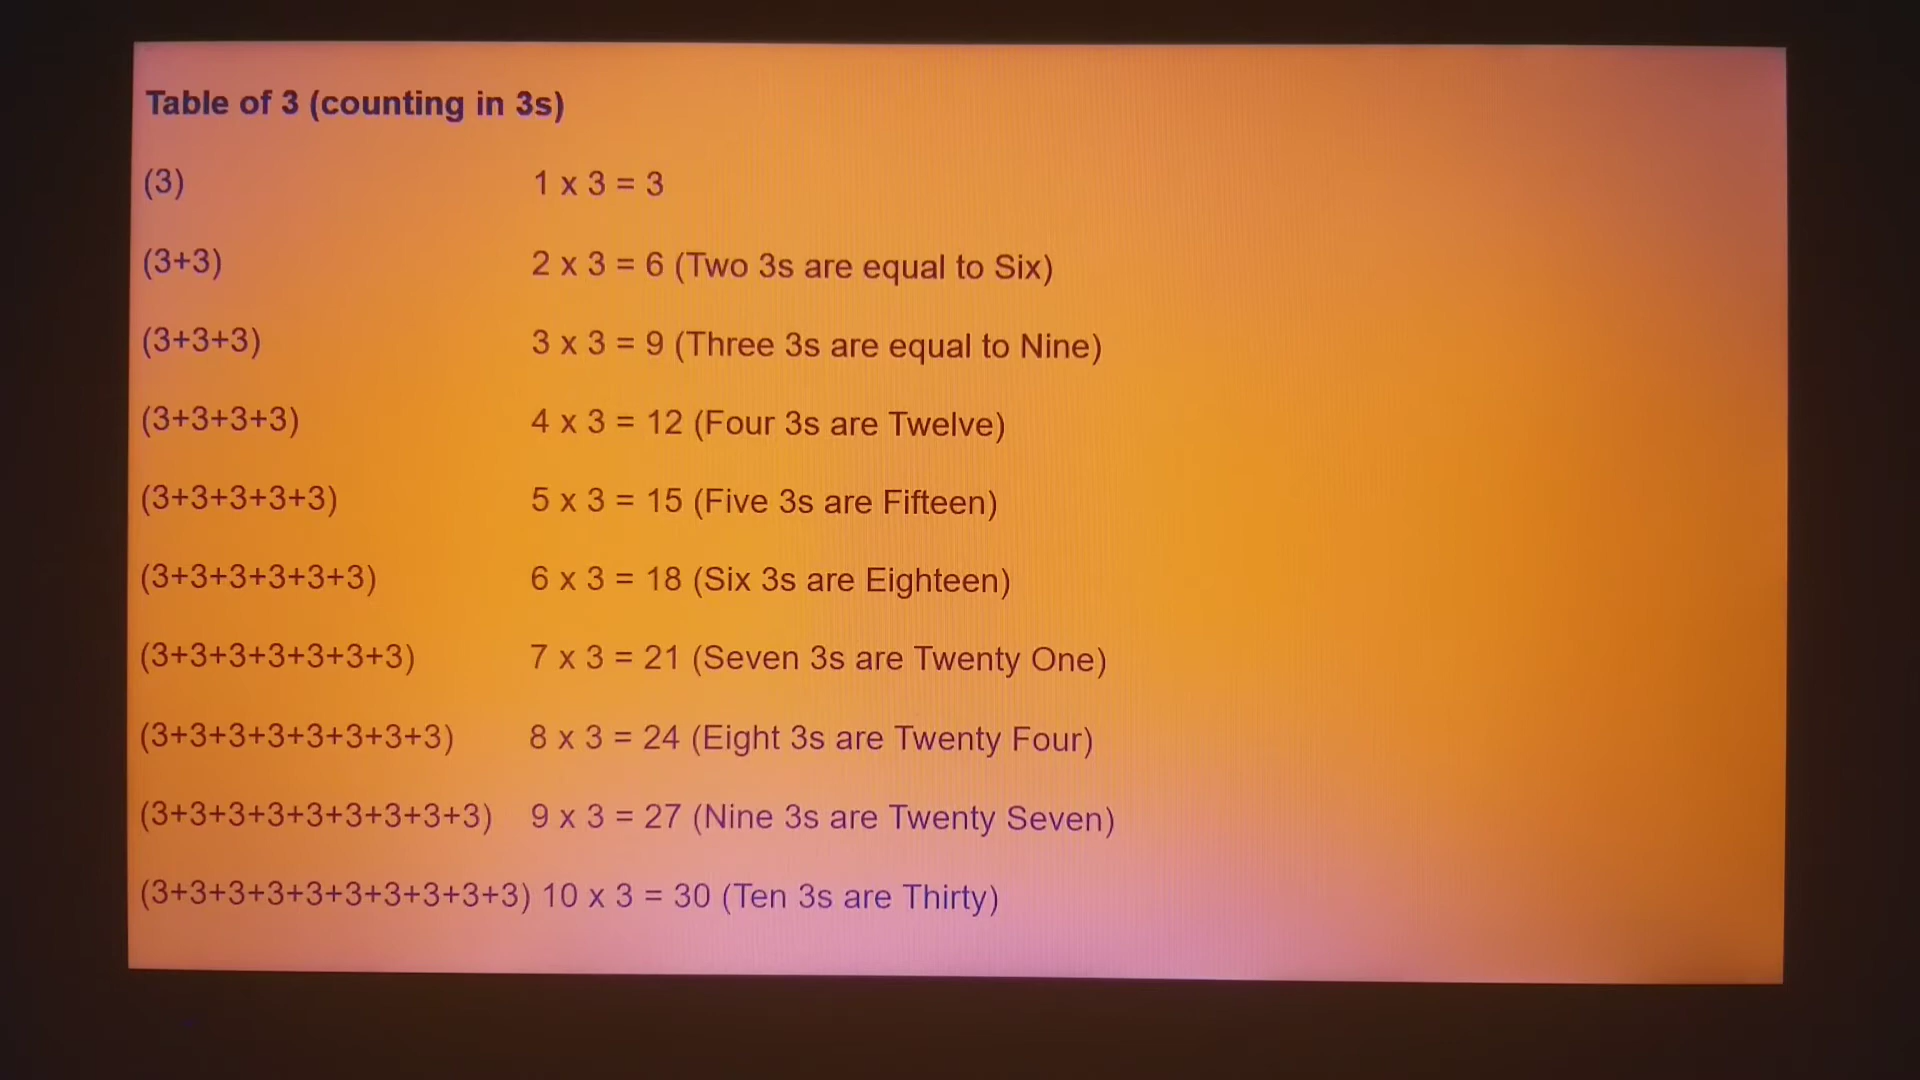 Table of 3 (counting in 3s)
(3) 1 x 3 = 3
(3+3) 2 x 3 = 6 (Two 3s are equal to Six)
(3+3+3) 3 x 3 = 9 (Three 3s are equal to Nine)
(3+3+3+3) 4 x 3 = 12 (Four 3s are Twelve)
(3+3+3+3+3) 5 x 3 = 15 (Five 3s are Fifteen)
(3+3+3+3+3+3) 6 x 3 = 18 (Six 3s are Eighteen)
(3+3+3+3+3+3+3) 7 x 3 = 21 (Seven 3s are Twenty One)
(3+3+3+3+3+3+3+3) 8 x 3 = 24 (Eight 3s are Twenty Four)
(3+3+3+3+3+3+3+3+3) 9 x 3 = 27 (Nine 3s are Twenty Seven)
(3+3+3+3+3+3+3+3+3+3) 10 x 3 = 30 (Ten 3s are Thirty)